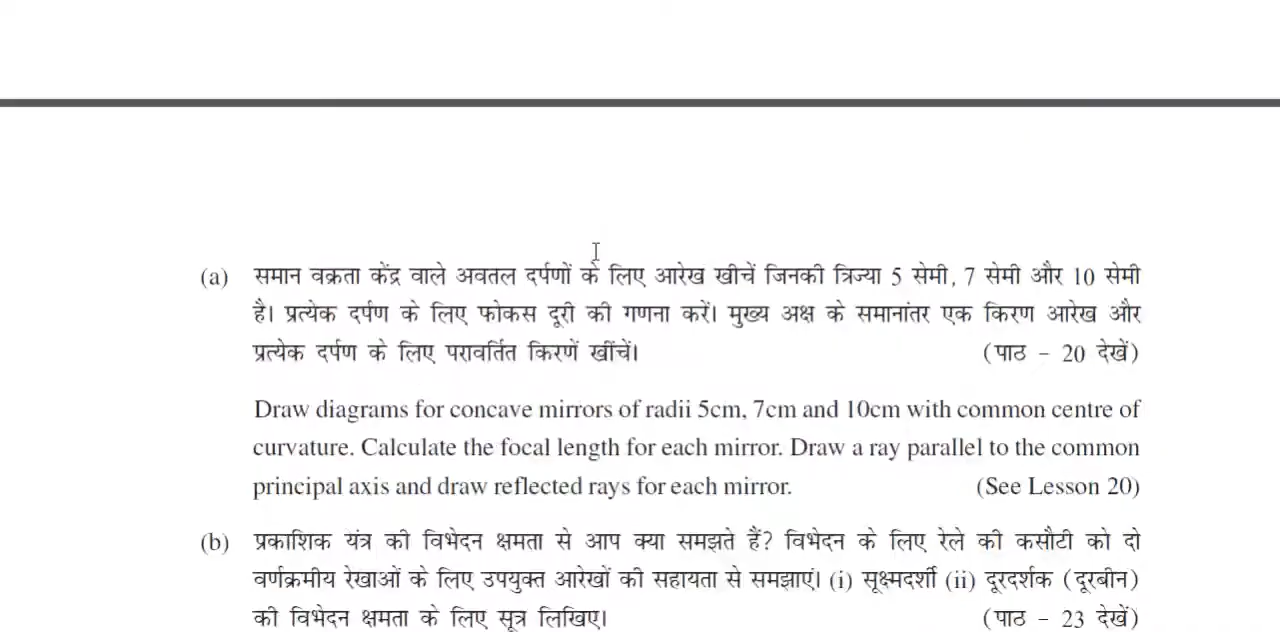 (a) समान वक्रता केंद्र वाले अवतल दर्पणों के लिए आरेख खीचें जिनकी त्रिज्या 5 सेमी, 7 सेमी और 10 सेमी
है। प्रत्येक दर्पण के लिए फोकस दूरी की गणना करें। मुख्य अक्ष के समानांतर एक किरण आरेख और
प्रत्येक दर्पण के लिए परावर्तित किरणें खींचें। (पाठ - 20 देखें)
Draw diagrams for concave mirrors of radii 5cm, 7cm and 10cm with common centre of
curvature. Calculate the focal length for each mirror. Draw a ray parallel to the common
principal axis and draw reflected rays for each mirror. (See Lesson 20)
(b) प्रकाशिक यंत्र की विभेदन क्षमता से आप क्या समझते हैं? विभेदन के लिए रेले की कसौटी को दो
वर्णक्रमीय रेखाओं के लिए उपयुक्त आरेखों की सहायता से समझाएं। (i) सूक्ष्मदर्शी (ii) दूरदर्शक (दूरबीन)
की विभेदन क्षमता के लिए सूत्र लिखिए। (पाठ - 23 देखें)